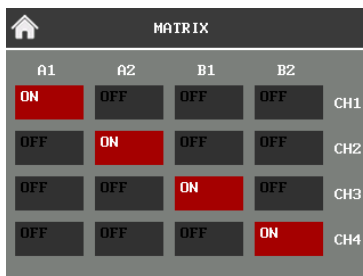 MATRIX
A1 A2 B1 B2
ON OFF OFF OFF CH1
OFF ON OFF OFF CH2
OFF OFF ON OFF CH3
OFF OFF OFF ON CH4